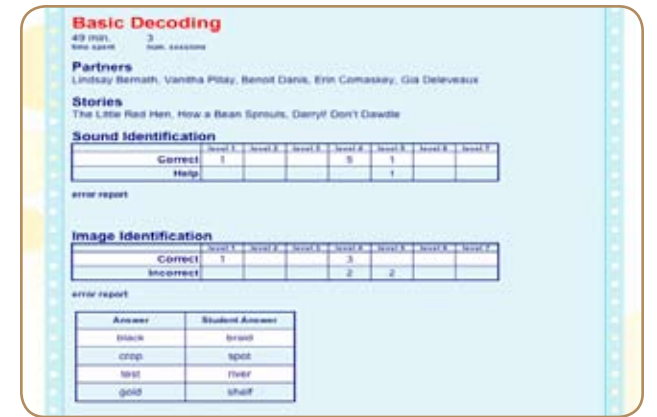 Basic Decoding
49 min. 3
time spent num. sessions
Partners
Lindsay Bernath, Vanitha Pillay, Benoit Danis, Erin Comaskey, Gia Deleveaux
Stories
The Little Red Hen, How a Bean Sprouts, Darryl! Don't Dawdle
Sound Identification
level 1 level 2 level 3 level 4 level 5 level 6 level 7
Correct 1 5 1
Help 1
error report
Image Identification
level 1 level 2 level 3 level 4 level 5 level 6 level 7
Correct 1 3
Incorrect 2 2
error report
Answer Student Answer
black braid
crop spot
test river
gold shelf